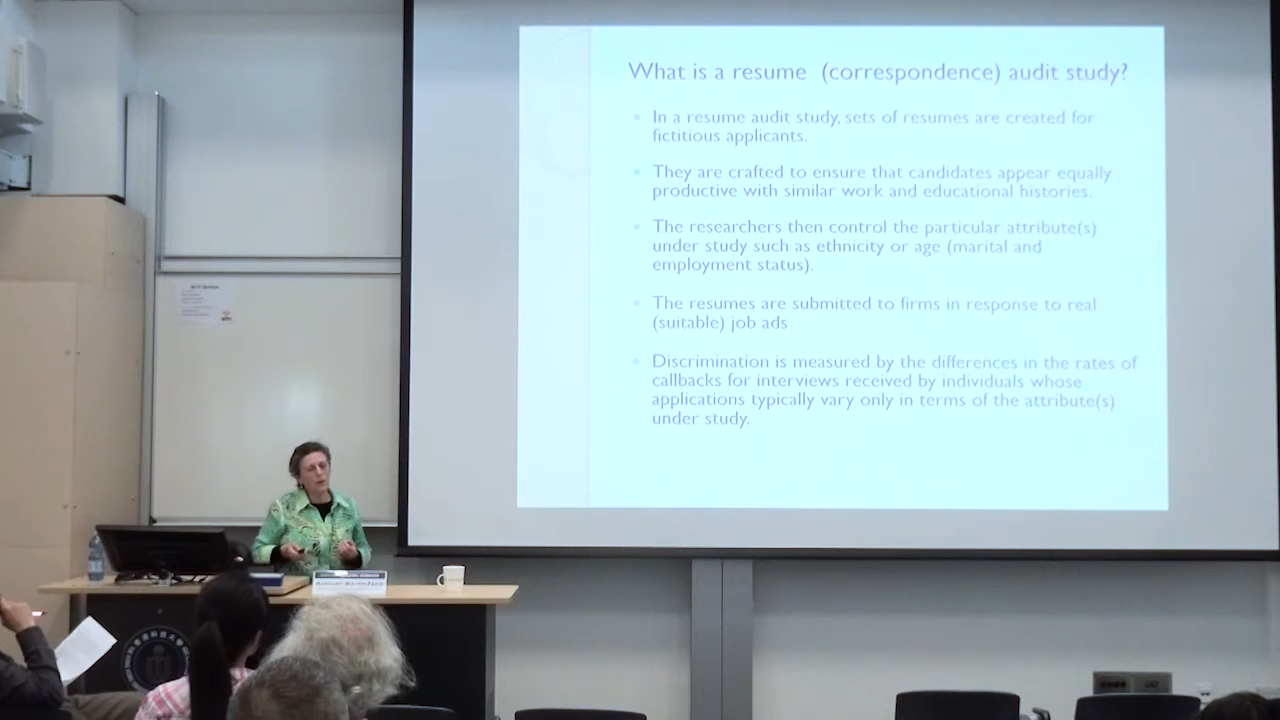 What is a resume (correspondence) audit study?
In a resume audit study, sets of resumes are created for
fictitious applicants.
They are crafted to ensure that candidates appear equally
productive with similar work and educational histories.
The researchers then control the particular attribute(s)
under study such as ethnicity or age (marital and
employment status).
The resumes are submitted to firms in response to real
(suitable) job ads
Discrimination is measured by the differences in the rates of
callbacks for interviews received by individuals whose
applications typically vary only in terms of the attribute(s)
under study.